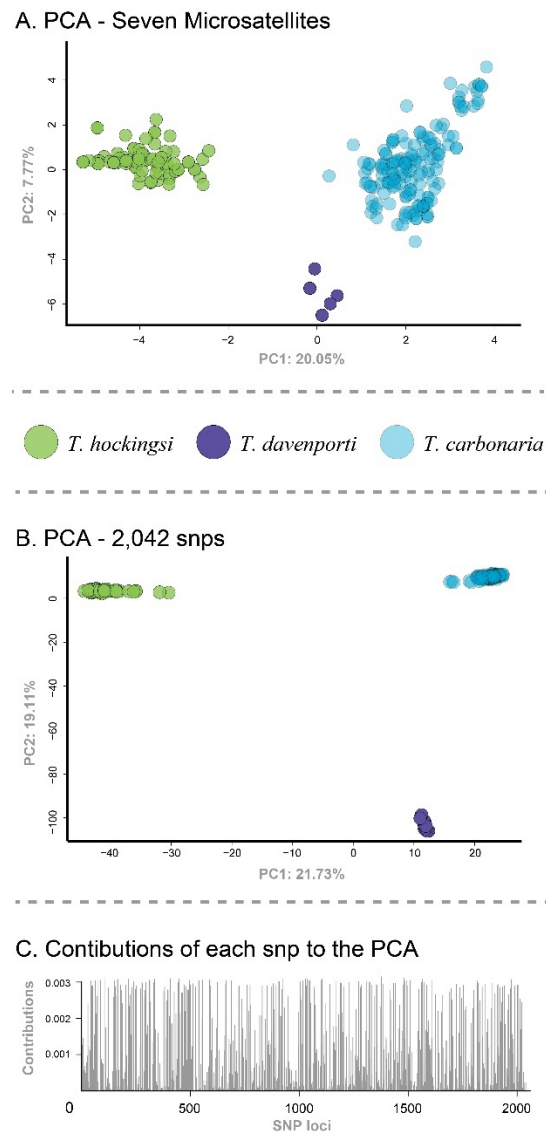 A. PCA - Seven Microsatellites
4
2
0
−2
−4
−6
PC2: 7.77%
−4
−2
0
2
4
PC1: 20.05%
T. hockingsi
T. davenporti
T. carbonaria
B. PCA - 2,042 snps
0
−20
−40
−60
−80
−100
PC2: 19.11%
−40
−30
−20
−10
0
10
20
PC1: 21.73%
C. Contibutions of each snp to the PCA
0.003
0.002
0.001
Contributions
0
500
1000
1500
2000
SNP loci